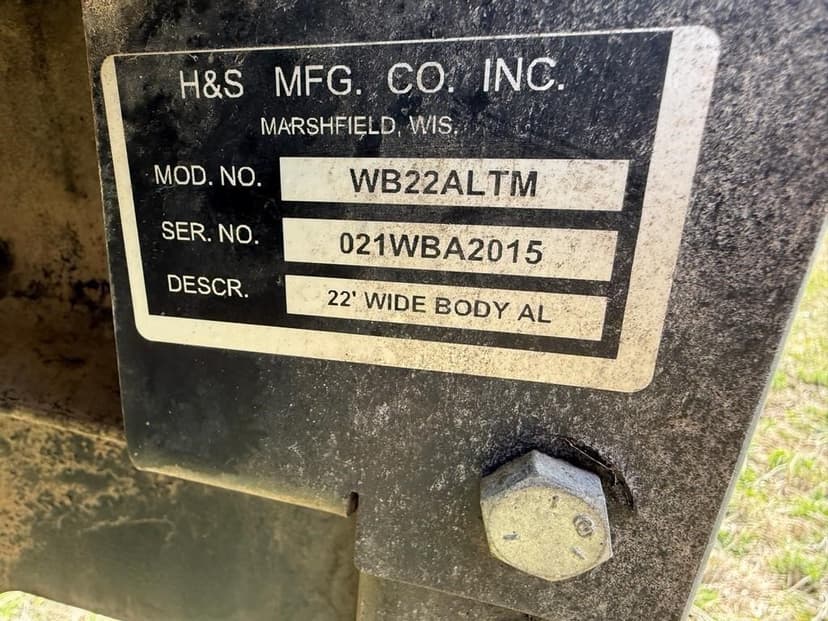 H&S MFG. CO. INC.
MARSHFIELD, WIS.
MOD. NO. WB22ALTM
SER. NO. 021WBA2015
DESCR. 22' WIDE BODY AL